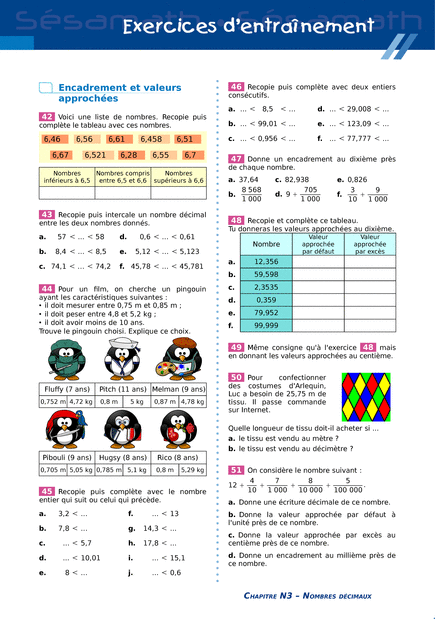 Exercices d'entraînement
Encadrement et valeurs
approchées
42 Voici une liste de nombres. Recopie puis
complète le tableau avec ces nombres.
6,46 6,56 6,61 6,458 6,51
6,67 6,521 6,28 6,55 6,7
Nombres inférieurs à 6,5 Nombres compris entre 6,5 et 6,6 Nombres supérieurs à 6,6
43 Recopie puis intercale un nombre décimal
entre les deux nombres donnés.
a. 57 < ... < 58 d. 0,6 < ... < 0,61
b. 8,4 < ... < 8,5 e. 5,12 < ... < 5,123
c. 74,1 < ... < 74,2 f. 45,78 < ... < 45,781
44 Pour un film, on cherche un pingouin
ayant les caractéristiques suivantes :
• il doit mesurer entre 0,75 m et 0,85 m ;
• il doit peser entre 4,8 et 5,2 kg ;
• il doit avoir moins de 10 ans.
Trouve le pingouin choisi. Explique ce choix.
Fluffy (7 ans) Pitch (11 ans) Melman (9 ans)
0,752 m 4,72 kg 0,8 m 5 kg 0,87 m 4,78 kg
Pibouli (9 ans) Hugsy (8 ans) Rico (8 ans)
0,705 m 5,05 kg 0,785 m 5,1 kg 0,8 m 5,29 kg
45 Recopie puis complète avec le nombre
entier qui suit ou celui qui précède.
a. 3,2 < ... f. ... < 13
b. 7,8 < ... g. 14,3 < ...
c. ... < 5,7 h. 17,8 < ...
d. ... < 10,01 i. ... < 15,1
e. 8 < ... j. ... < 0,6
46 Recopie puis complète avec deux entiers
consécutifs.
a. ... < 8,5 < ... d. ... < 29,008 < ...
b. ... < 99,01 < ... e. ... < 123,09 < ...
c. ... < 0,956 < ... f. ... < 77,777 < ...
47 Donne un encadrement au dixième près
de chaque nombre.
a. 37,64 c. 82,938 e. 0,826
b. 8 568/1 000 d. 9 + 705/1 000 f. 3/10 + 9/1 000
48 Recopie et complète ce tableau.
Tu donneras les valeurs approchées au dixième.
Nombre Valeur approchée par défaut Valeur approchée par excès
a. 12,356
b. 59,598
c. 2,3535
d. 0,359
e. 79,952
f. 99,999
49 Même consigne qu'à l'exercice 48 mais
en donnant les valeurs approchées au centième.
50 Pour confectionner
des costumes d'Arlequin,
Luc a besoin de 25,75 m de
tissu. Il passe commande
sur Internet.
Quelle longueur de tissu doit-il acheter si ...
a. le tissu est vendu au mètre ?
b. le tissu est vendu au décimètre ?
51 On considère le nombre suivant :
12 + 4/10 + 7/1 000 + 8/10 000 + 5/100 000.
a. Donne une écriture décimale de ce nombre.
b. Donne la valeur approchée par défaut à
l'unité près de ce nombre.
c. Donne la valeur approchée par excès au
centième près de ce nombre.
d. Donne un encadrement au millième près de
ce nombre.
CHAPITRE N3 – NOMBRES DÉCIMAUX